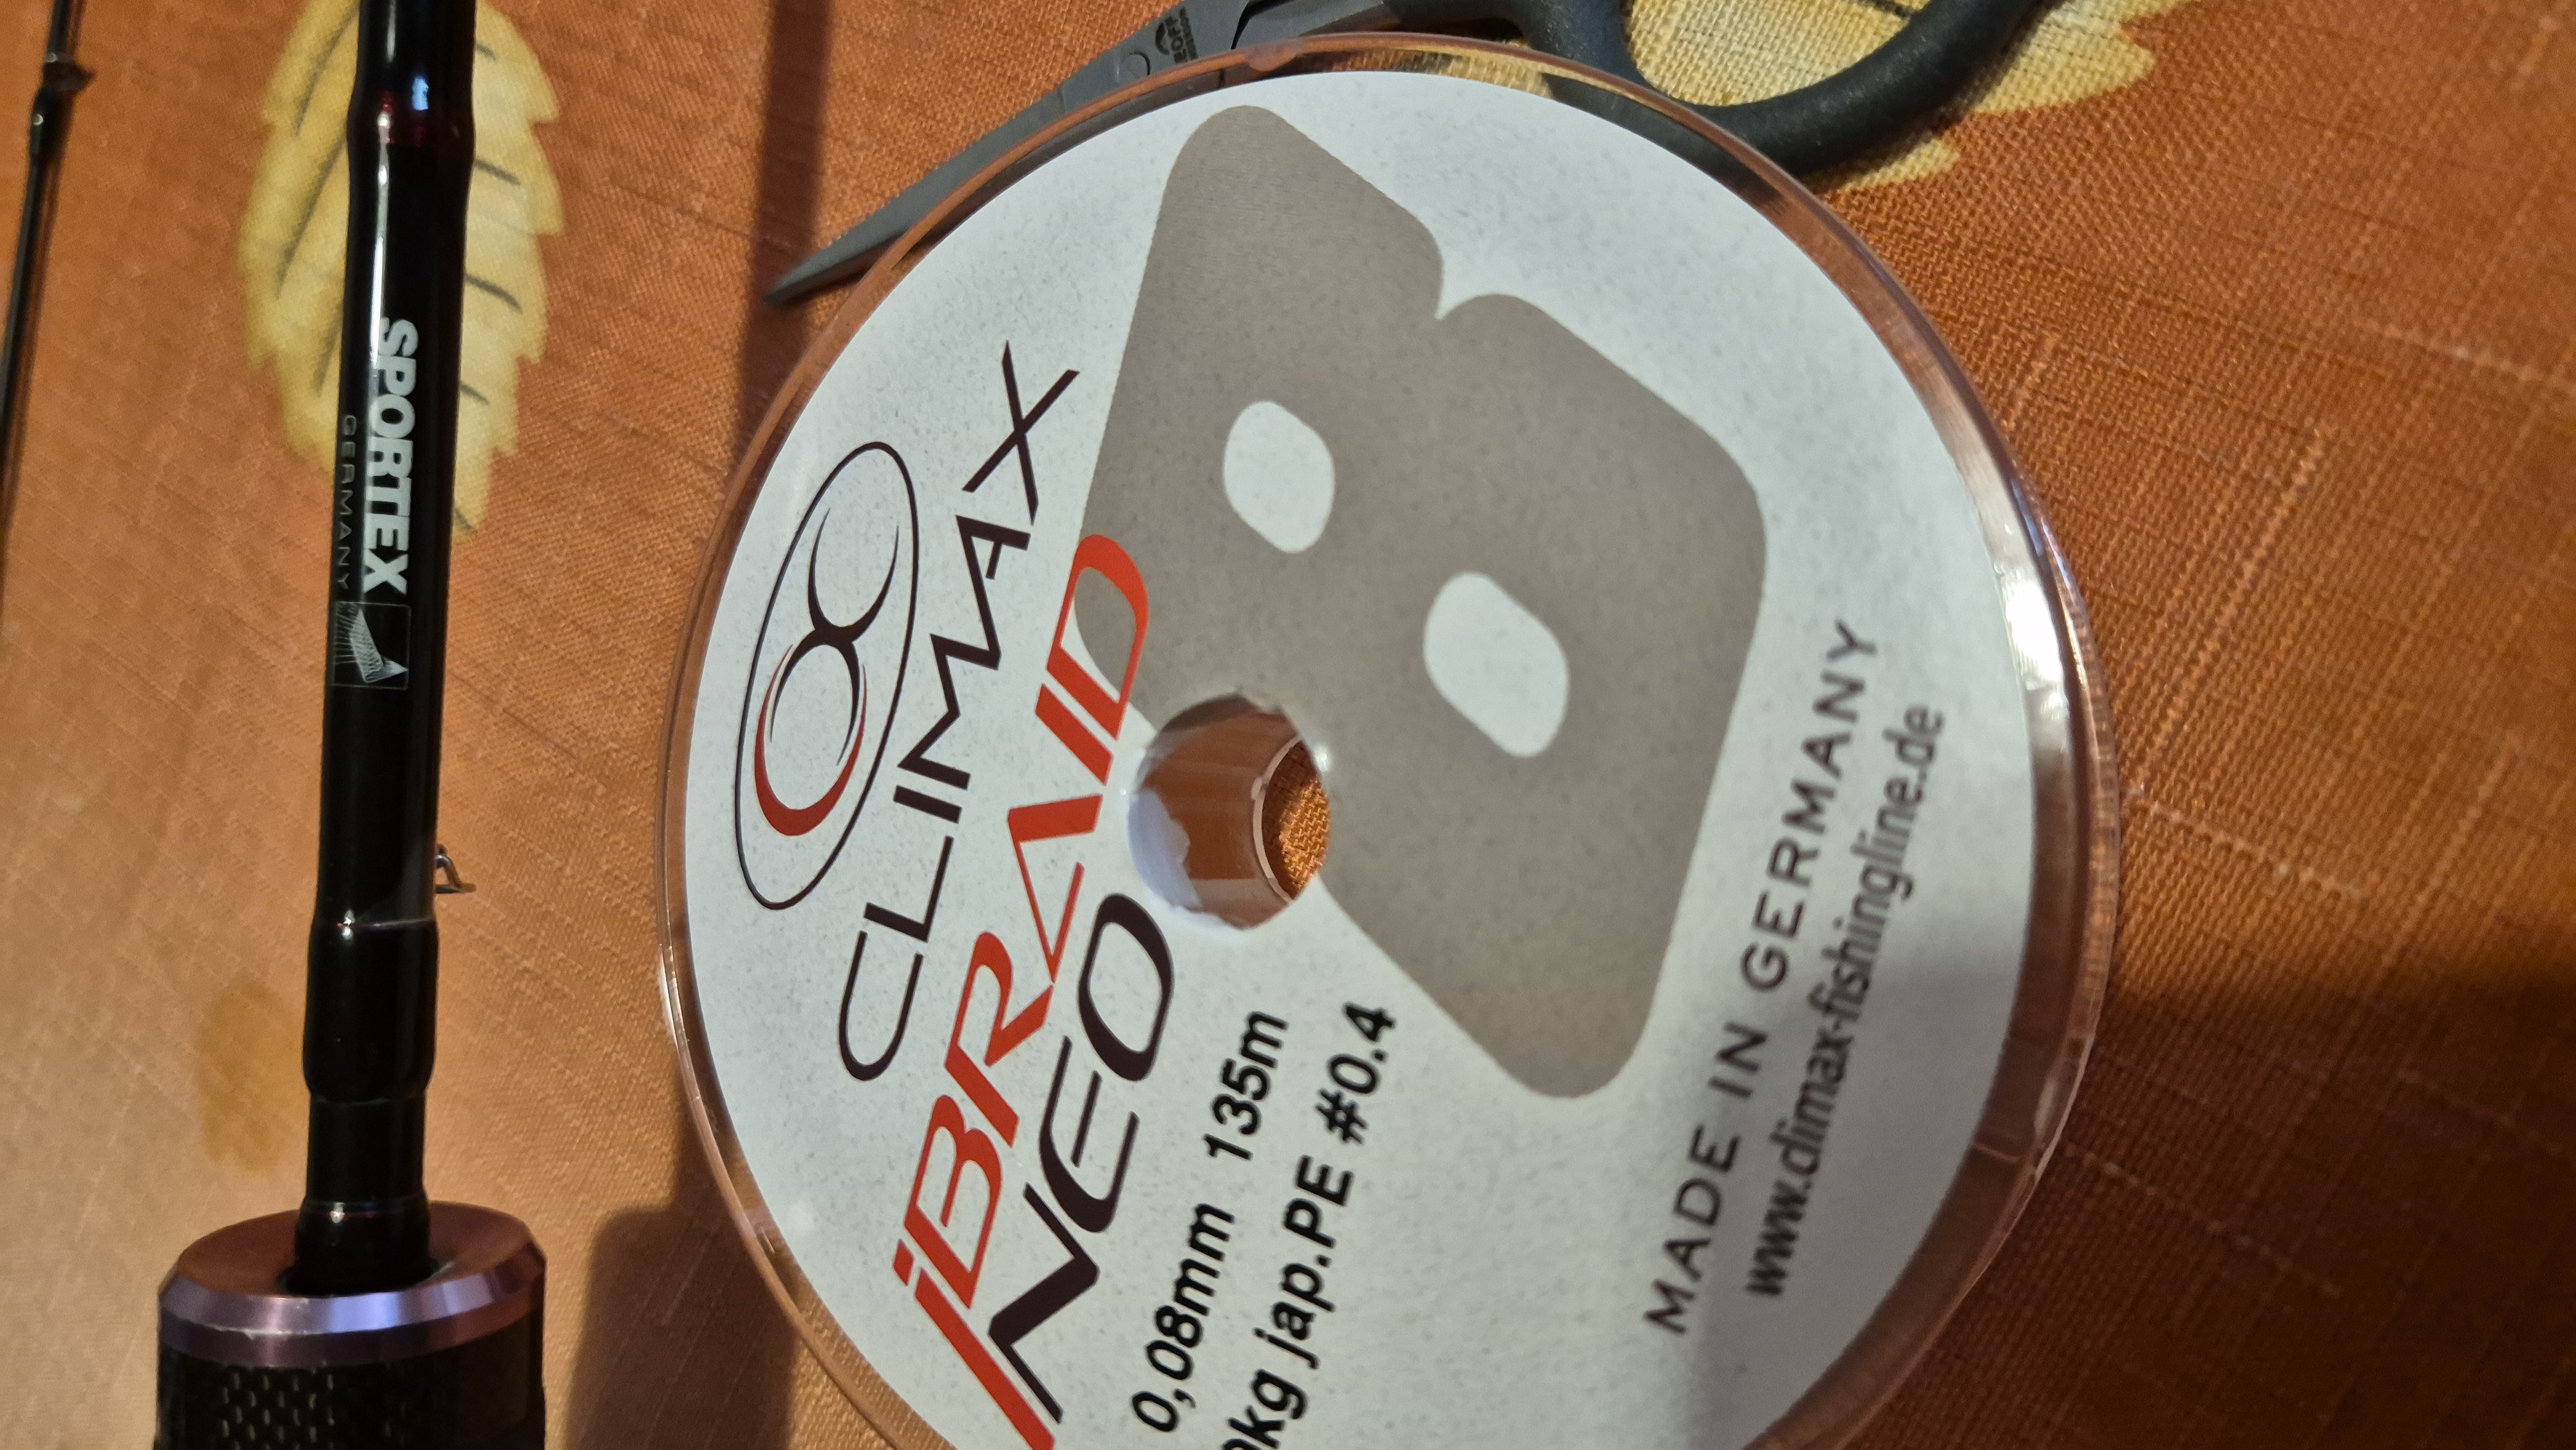 SPORTEX
GERMANY
CLIMAX
iBRAID
NEO
0,08mm 135m
kg jap.PE #0.4
MADE IN GERMANY
www.climax-fishingline.de